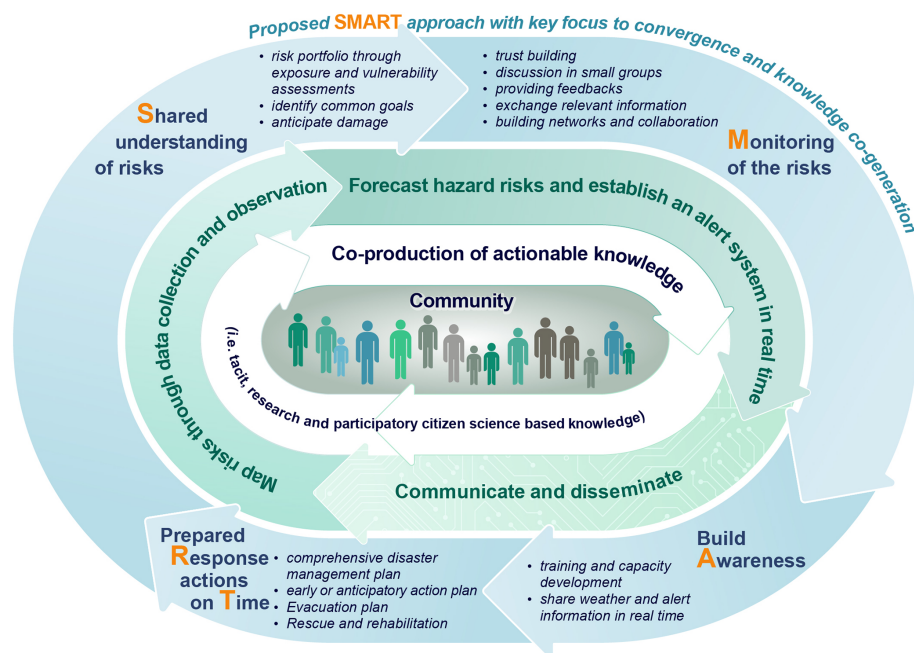 Proposed SMART approach with key focus to convergence and knowledge co-generation
Shared
understanding
of risks
• risk portfolio through
exposure and vulnerability
assessments
• identify common goals
• anticipate damage
• trust building
• discussion in small groups
• providing feedbacks
• exchange relevant information
• building networks and collaboration
Monitoring
of the risks
Map risks through data collection and observation
Forecast hazard risks and establish an alert system in real time
Co-production of actionable knowledge
Community
(i.e. tacit, research and participatory citizen science based knowledge)
Communicate and disseminate
Build
Awareness
• training and capacity
development
• share weather and alert
information in real time
Prepared
Response
actions
on Time
• comprehensive disaster
management plan
• early or anticipatory action plan
• Evacuation plan
• Rescue and rehabilitation